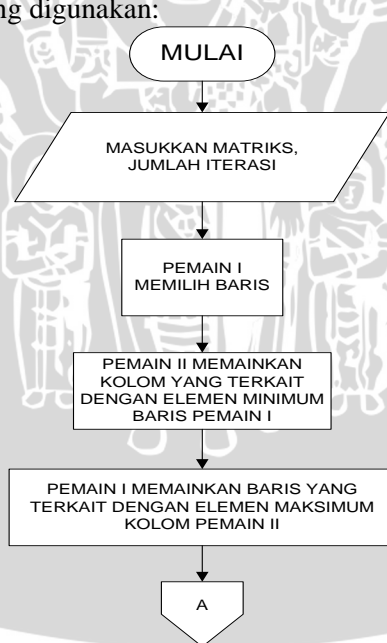 digunakan:
MULAI
MASUKKAN MATRIKS,
JUMLAH ITERASI
PEMAIN I
MEMILIH BARIS
PEMAIN II MEMAINKAN
KOLOM YANG TERKAIT
DENGAN ELEMEN MINIMUM
BARIS PEMAIN I
PEMAIN I MEMAINKAN BARIS YANG
TERKAIT DENGAN ELEMEN MAKSIMUM
KOLOM PEMAIN II
A